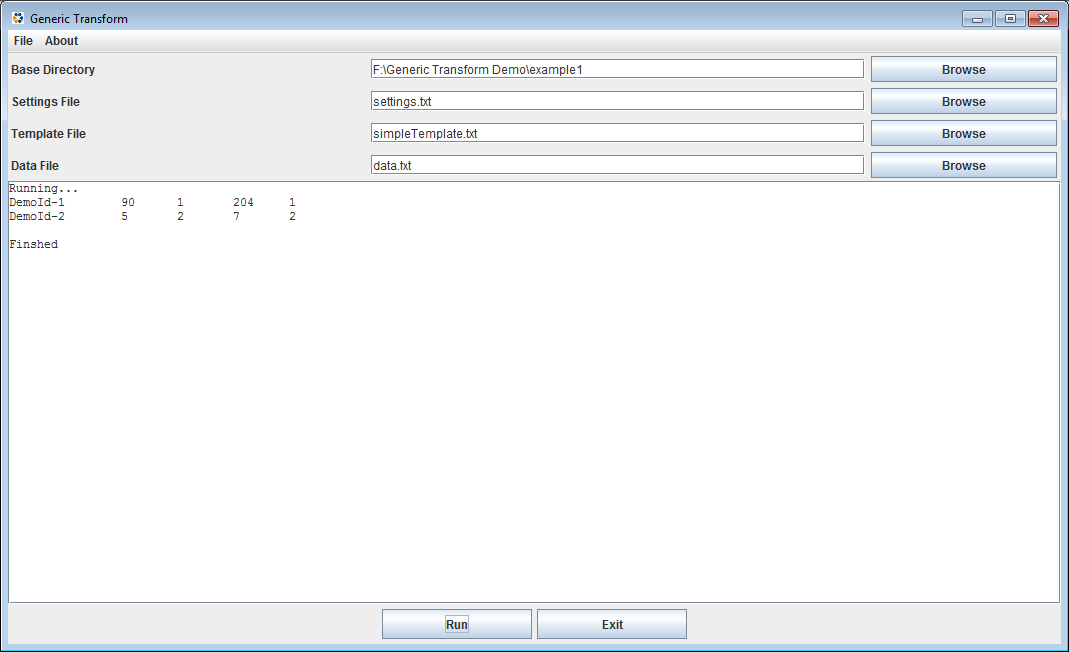 Generic Transform
File About
Base Directory F:\Generic Transform Demo\example1 Browse
Settings File settings.txt Browse
Template File simpleTemplate.txt Browse
Data File data.txt Browse
Running...
DemoId-1 90 1 204 1
DemoId-2 5 2 7 2
Finshed
Run Exit